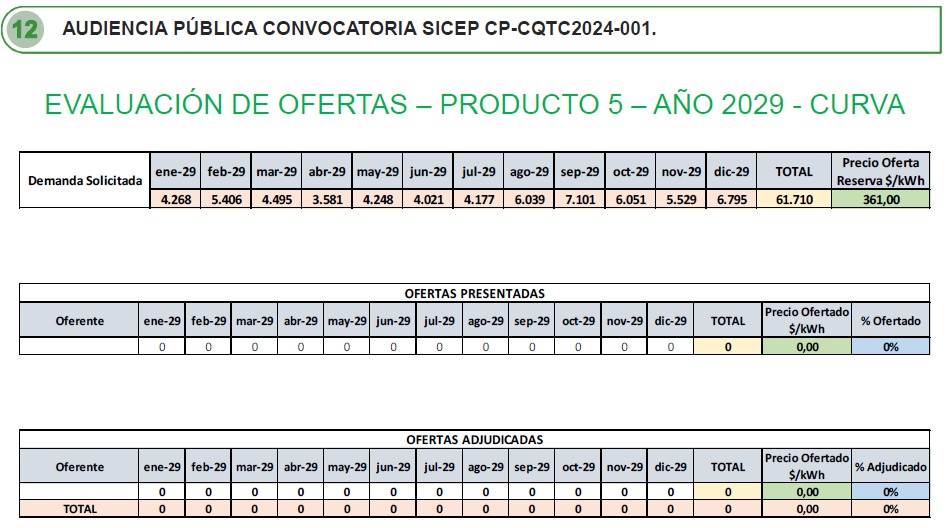 12 AUDIENCIA PÚBLICA CONVOCATORIA SICEP CP-CQTC2024-001.
EVALUACIÓN DE OFERTAS – PRODUCTO 5 – AÑO 2029 - CURVA
Demanda Solicitada ene-29 feb-29 mar-29 abr-29 may-29 jun-29 jul-29 ago-29 sep-29 oct-29 nov-29 dic-29 TOTAL Precio Oferta Reserva $/kWh
4.268 5.406 4.495 3.581 4.248 4.021 4.177 6.039 7.101 6.051 5.529 6.795 61.710 361,00
OFERTAS PRESENTADAS
Oferente ene-29 feb-29 mar-29 abr-29 may-29 jun-29 jul-29 ago-29 sep-29 oct-29 nov-29 dic-29 TOTAL Precio Ofertado $/kWh % Ofertado
0 0 0 0 0 0 0 0 0 0 0 0 0 0,00 0%
OFERTAS ADJUDICADAS
Oferente ene-29 feb-29 mar-29 abr-29 may-29 jun-29 jul-29 ago-29 sep-29 oct-29 nov-29 dic-29 TOTAL Precio Ofertado $/kWh % Adjudicado
0 0 0 0 0 0 0 0 0 0 0 0 0 0,00 0%
TOTAL 0 0 0 0 0 0 0 0 0 0 0 0 0 0,00 0%